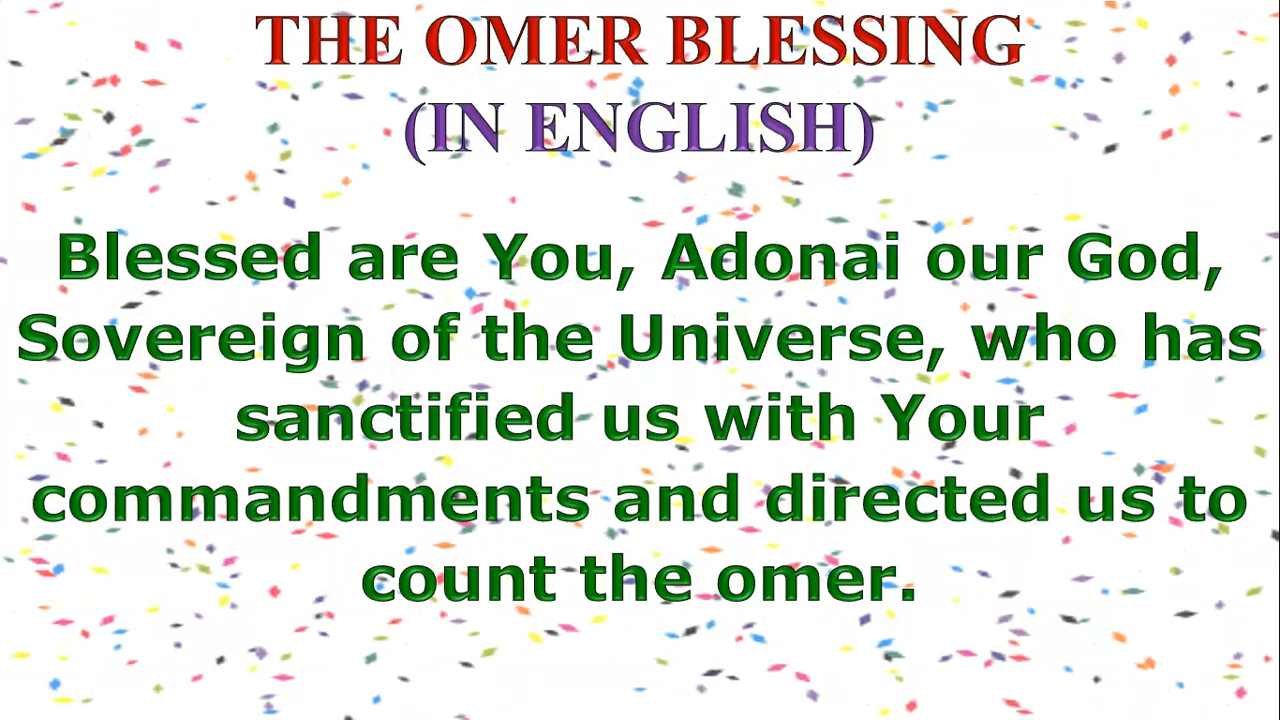 THE OMER BLESSING
(IN ENGLISH)
Blessed are You, Adonai our God,
Sovereign of the Universe, who has
sanctified us with Your
commandments and directed us to
count the omer.